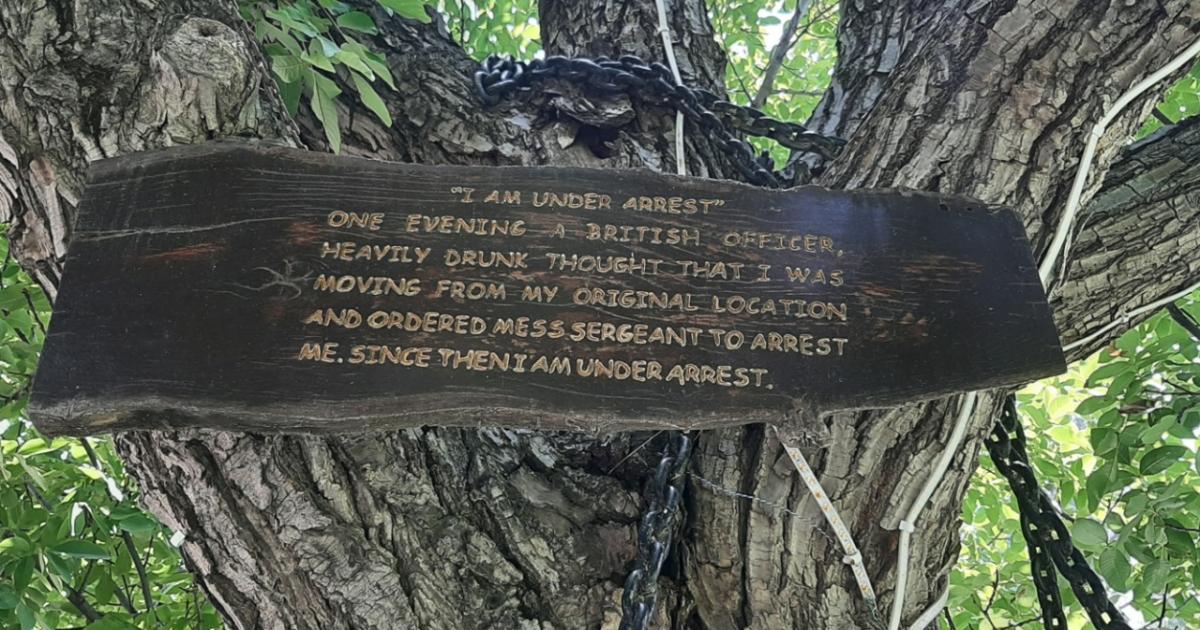 "I AM UNDER ARREST"
ONE EVENING A BRITISH OFFICER,
HEAVILY DRUNK THOUGHT THAT I WAS
MOVING FROM MY ORIGINAL LOCATION
AND ORDERED MESS.SERGEANT TO ARREST
ME. SINCE THEN I AM UNDER ARREST.